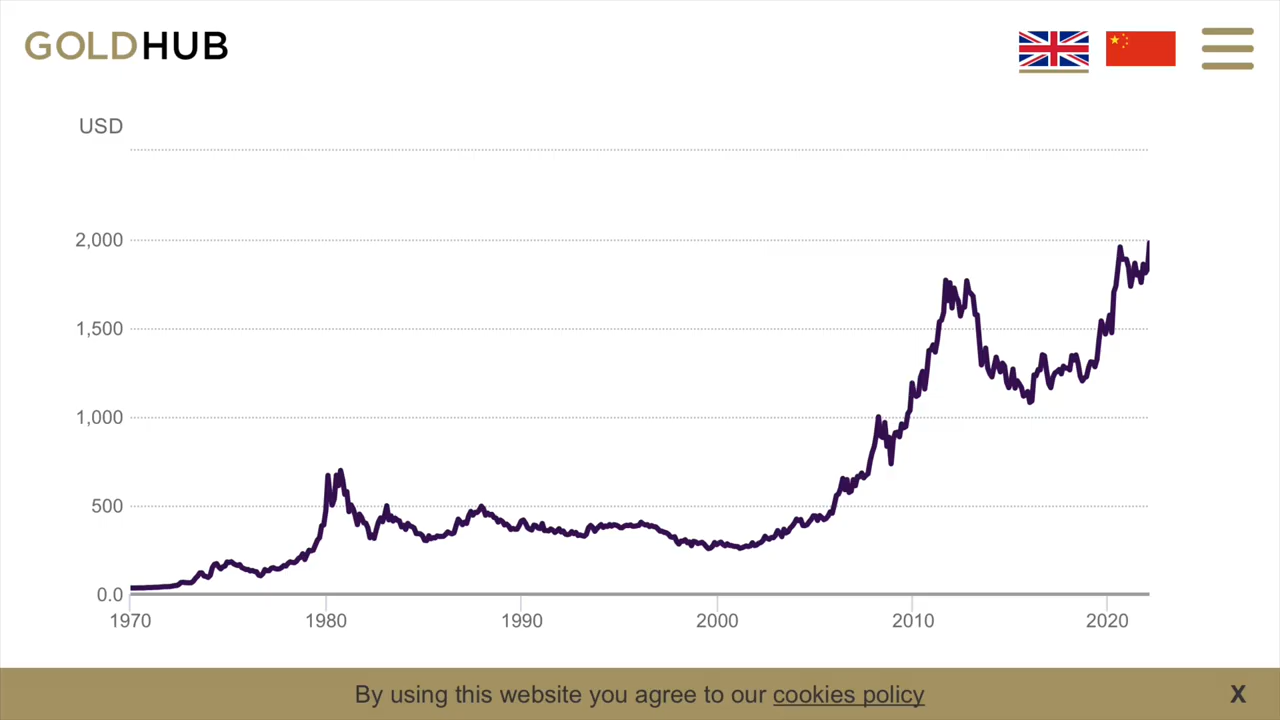 GOLDHUB
USD
2,000
1,500
1,000
500
0.0
1970 1980 1990 2000 2010 2020
By using this website you agree to our cookies policy X